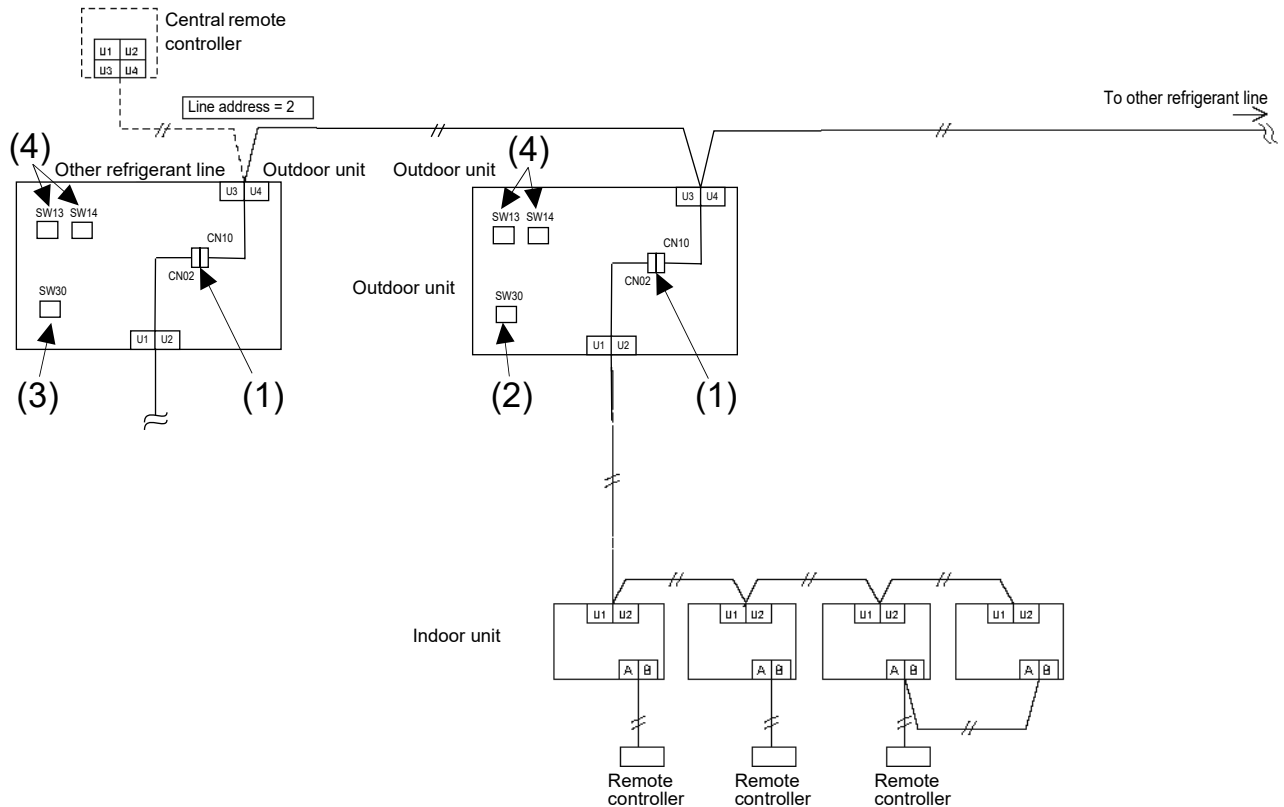 Central remote
controller
U1 U2
U3 U4
Line address = 2
To other refrigerant line
(4)
Other refrigerant line
Outdoor unit
Outdoor unit
(4)
U3 U4
U3 U4
SW13 SW14
SW13 SW14
CN10
CN02
CN10
CN02
SW30
Outdoor unit
SW30
U1 U2
U1 U2
(3)
(1)
(2)
(1)
Indoor unit
U1 U2
U1 U2
U1 U2
U1 U2
A B
A B
A B
A B
Remote
controller
Remote
controller
Remote
controller